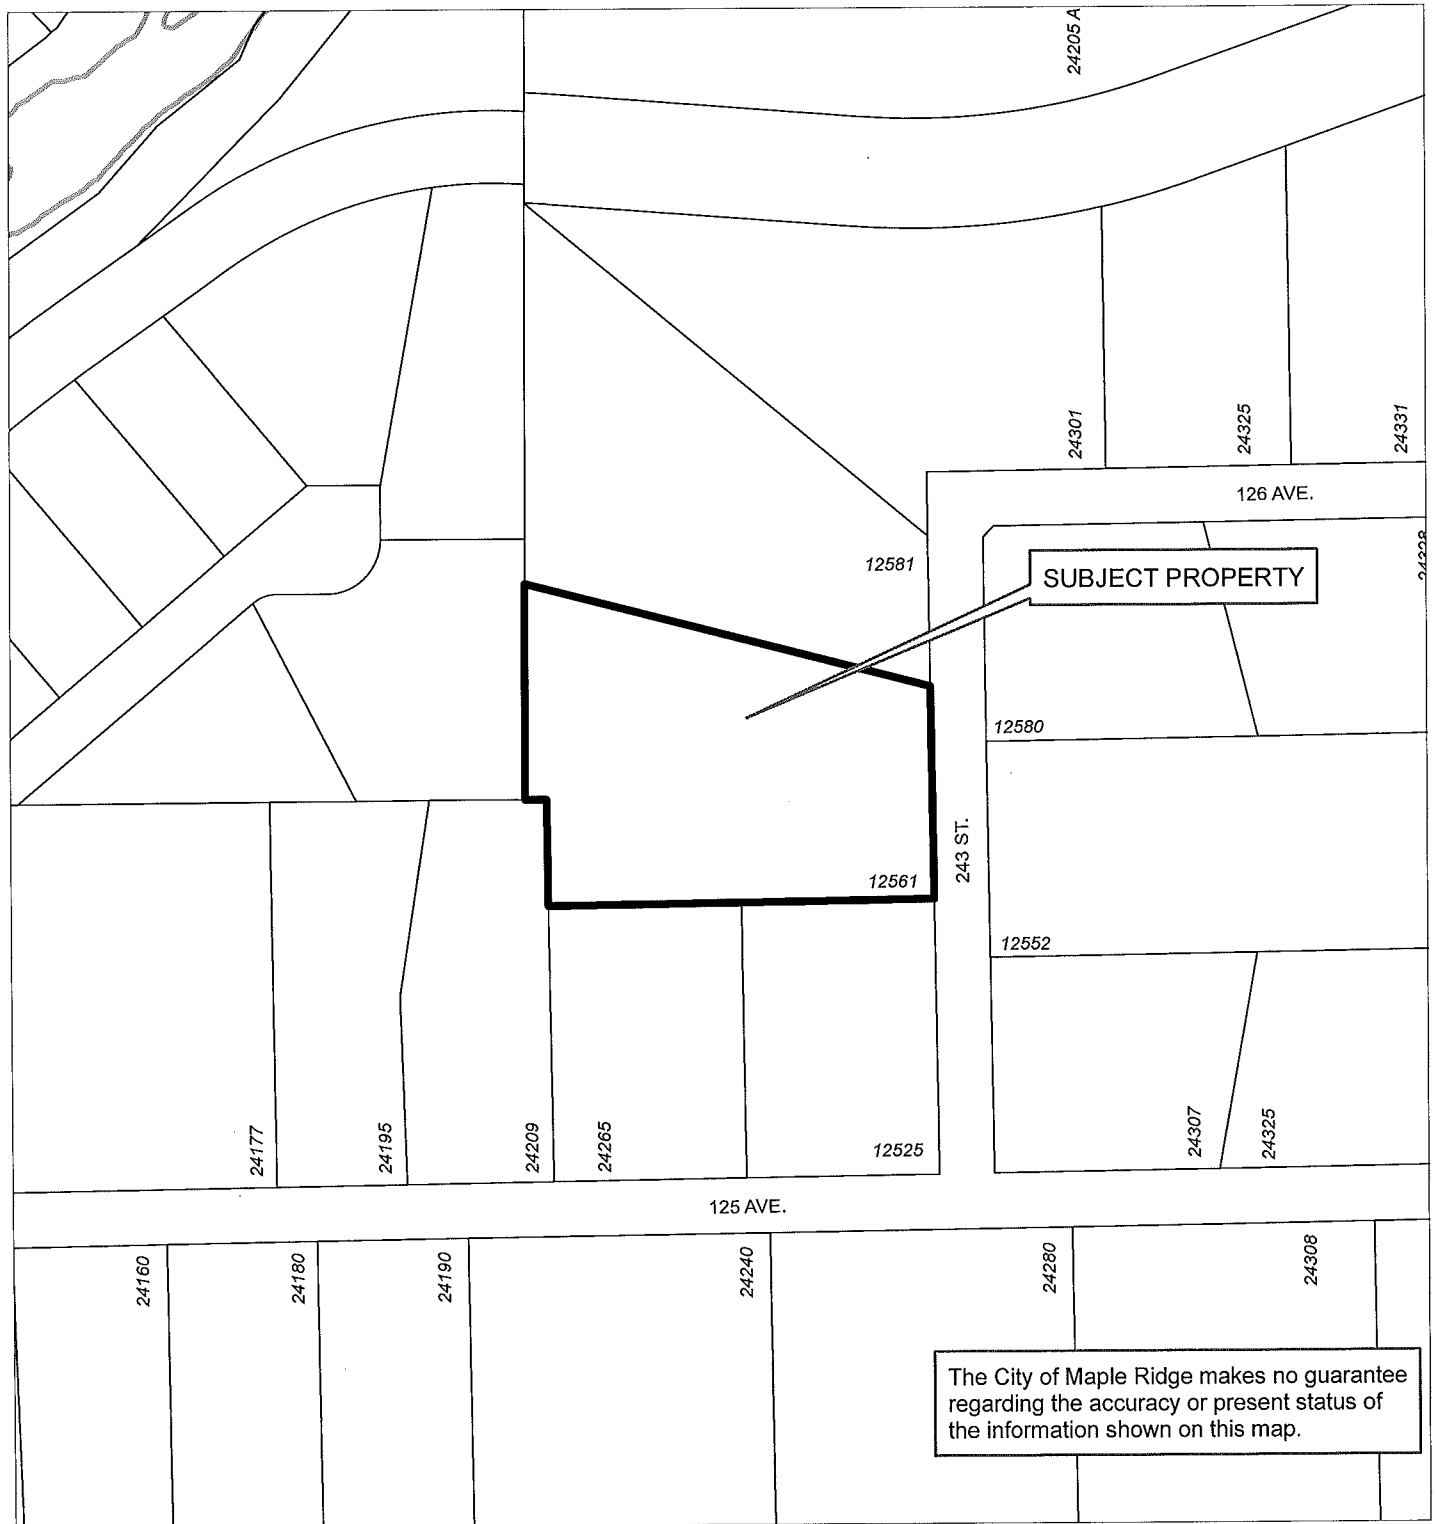 24205 A
24301
24325
24331
126 AVE.
12581
24328
SUBJECT PROPERTY
12580
243 ST.
12561
12552
24177
24195
24209
24265
12525
24307
24325
125 AVE.
24160
24180
24190
24240
24280
24308
The City of Maple Ridge makes no guarantee
regarding the accuracy or present status of
the information shown on this map.